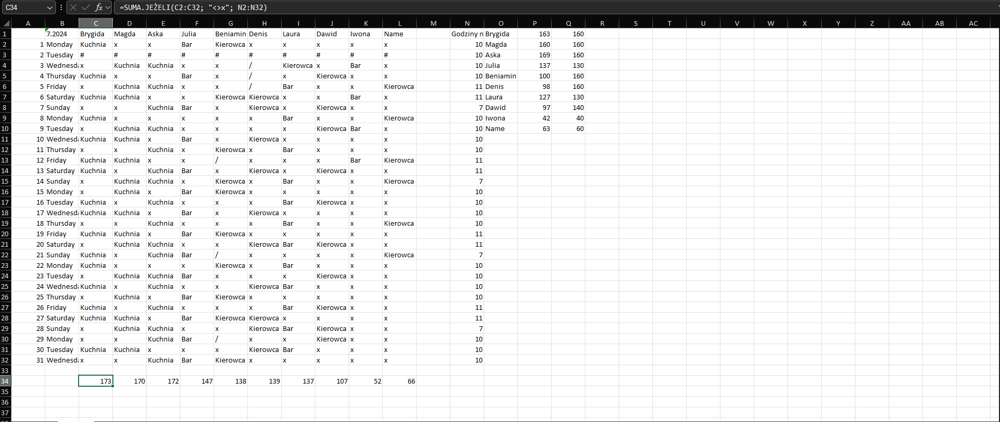 C34 fx =SUMA.JEŻELI(C2:C32; "<>x"; N2:N32)
A B C D E F G H I J K L M N O P Q R S T U V W X Y Z AA AB AC
1 7.2024 Brygida Magda Aska Julia Beniamin Denis Laura Dawid Iwona Name Godziny n Brygida 163 160
2 1 Monday Kuchnia x x Bar Kierowca x x x x x 10 Magda 160 160
3 2 Tuesday # # # # # # # # # # 10 Aska 169 160
4 3 Wednesda x Kuchnia Kuchnia x x / Kierowca x Bar x 10 Julia 137 130
5 4 Thursday Kuchnia x x Bar x / x Kierowca x x 10 Beniamin 100 160
6 5 Friday x Kuchnia Kuchnia x x / Bar x x Kierowca 11 Denis 98 160
7 6 Saturday Kuchnia Kuchnia x x Kierowca Kierowca x x Bar x 11 Laura 127 130
8 7 Sunday x x Kuchnia Bar x Kierowca x Kierowca x x 7 Dawid 97 140
9 8 Monday Kuchnia x x x x x Bar x x Kierowca 10 Iwona 42 40
10 9 Tuesday x Kuchnia Kuchnia x x x x Kierowca Bar x 10 Name 63 60
11 10 Wednesda Kuchnia Kuchnia x Bar x Kierowca x x x x 10
12 11 Thursday x x Kuchnia x Kierowca x Bar x x x 10
13 12 Friday Kuchnia Kuchnia x x / x x x Bar Kierowca 11
14 13 Saturday Kuchnia x Kuchnia Bar x Kierowca x Kierowca x x 11
15 14 Sunday x Kuchnia Kuchnia x Kierowca x Bar x x Kierowca 7
16 15 Monday x Kuchnia x Bar Kierowca x x x x x 10
17 16 Tuesday Kuchnia x Kuchnia x x x Bar Kierowca x x 10
18 17 Wednesda Kuchnia Kuchnia x Bar x Kierowca x x x x 10
19 18 Thursday x x Kuchnia x x x Bar x x Kierowca 10
20 19 Friday Kuchnia Kuchnia x Bar Kierowca x x x x x 11
21 20 Saturday x Kuchnia Kuchnia x x Kierowca Bar Kierowca x x 11
22 21 Sunday Kuchnia x Kuchnia Bar / x x x x Kierowca 7
23 22 Monday Kuchnia x x x Kierowca x Bar x x x 10
24 23 Tuesday x Kuchnia Kuchnia Bar x x x Kierowca x x 10
25 24 Wednesda Kuchnia x Kuchnia x x Kierowca Bar x x x 10
26 25 Thursday x Kuchnia x Bar Kierowca x x x x x 10
27 26 Friday Kuchnia x Kuchnia x x x Bar Kierowca x x 11
28 27 Saturday Kuchnia Kuchnia x Bar Kierowca Kierowca x x x x 11
29 28 Sunday x Kuchnia Kuchnia x x Kierowca Bar Kierowca x x 7
30 29 Monday x x Kuchnia Bar / x x Kierowca x x 10
31 30 Tuesday Kuchnia Kuchnia x x x Kierowca Bar x x x 10
32 31 Wednesda x x Kuchnia Bar Kierowca x x x x x 10
33
34 173 170 172 147 138 139 137 107 52 66
35
36
37